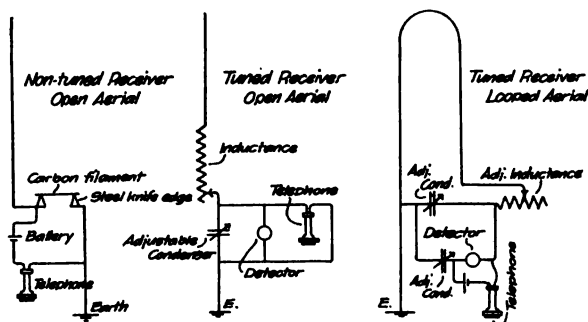 Non-tuned Receiver
Open Aerial
Carbon filament
Steel knife edge
Battery
Telephone
Earth
Tuned Receiver
Open Aerial
Inductance
Telephone
Adjustable
Condenser
Detector
E.
Tuned Receiver
Looped Aerial
Adj.
Cond.
Adj. Inductance
Detector
Adj.
Cond.
Telephone
E.